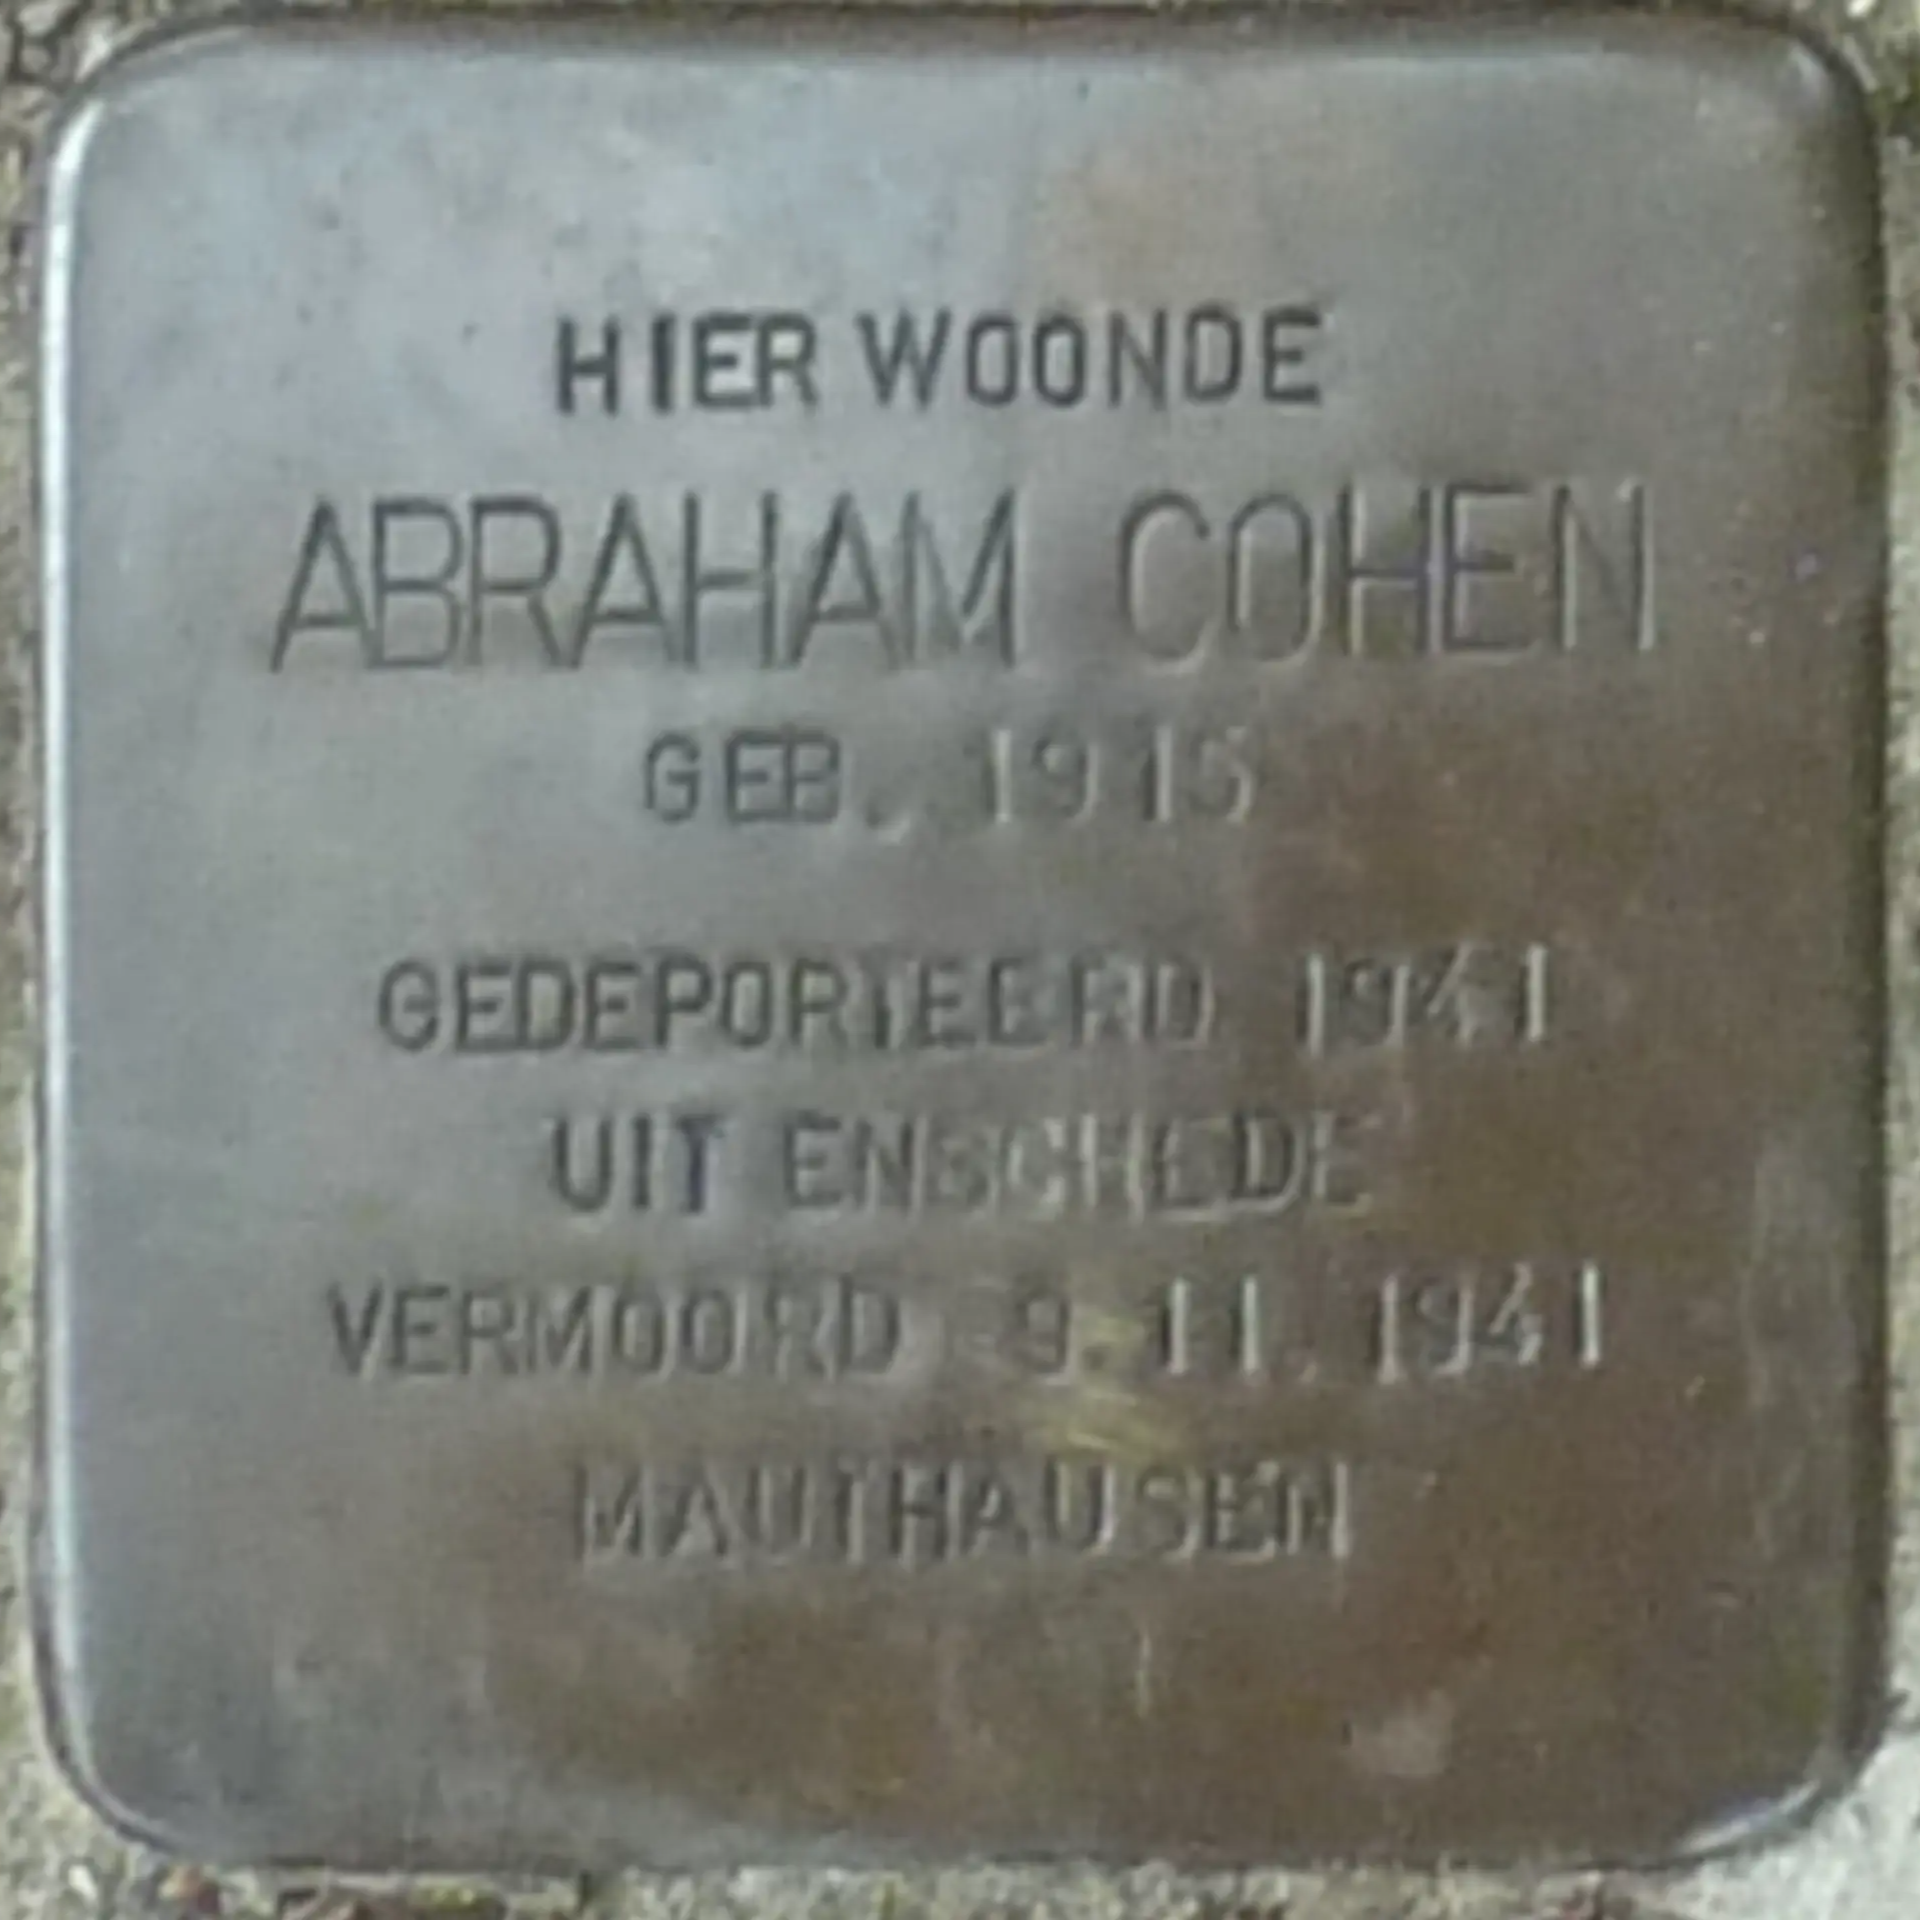 HIER WOONDE
ABRAHAM COHEN
GEB. 1915
GEDEPORTEERD 1941
UIT ENSCHEDE
VERMOORD 9.11.1941
MAUTHAUSEN